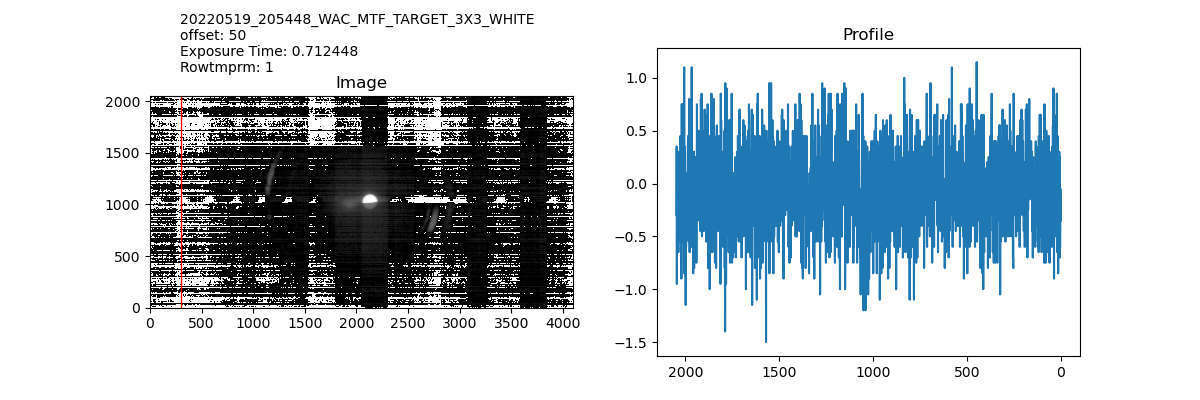 20220519_205448_WAC_MTF_TARGET_3X3_WHITE
offset: 50
Exposure Time: 0.712448
Rowtmprm: 1
Image
2000
1500
1000
500
0
0 500 1000 1500 2000 2500 3000 3500 4000
Profile
1.0
0.5
0.0
−0.5
−1.0
−1.5
2000 1500 1000 500 0